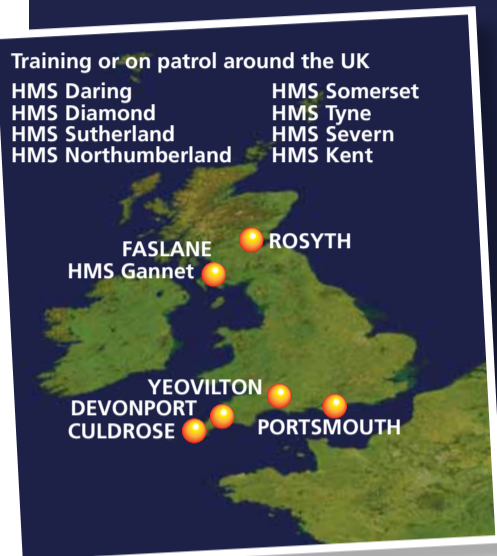 Training or on patrol around the UK
HMS Daring
HMS Diamond
HMS Sutherland
HMS Northumberland
HMS Somerset
HMS Tyne
HMS Severn
HMS Kent
ROSYTH
FASLANE
HMS Gannet
YEOVILTON
DEVONPORT
CULDROSE
PORTSMOUTH